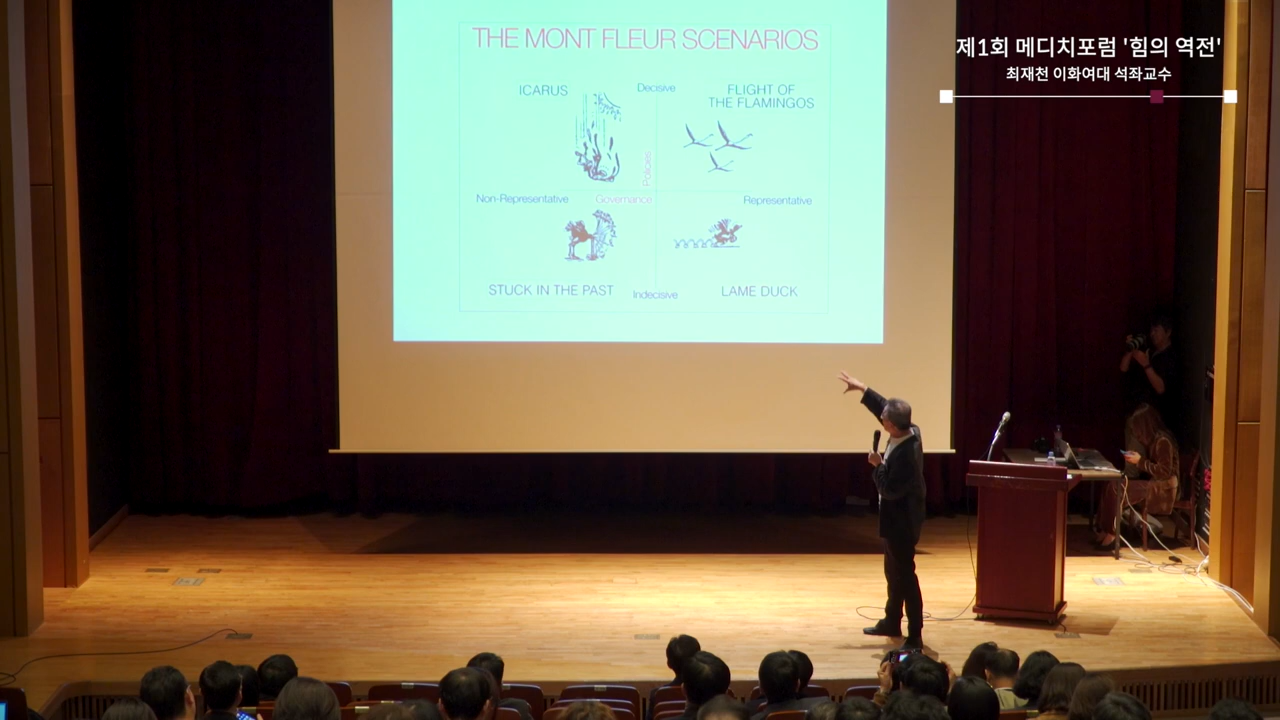 THE MONT FLEUR SCENARIOS
ICARUS
Decisive
FLIGHT OF
THE FLAMINGOS
Policies
Non-Representative
Governance
Representative
STUCK IN THE PAST
Indecisive
LAME DUCK
제1회 메디치포럼 '힘의 역전'
최재천 이화여대 석좌교수